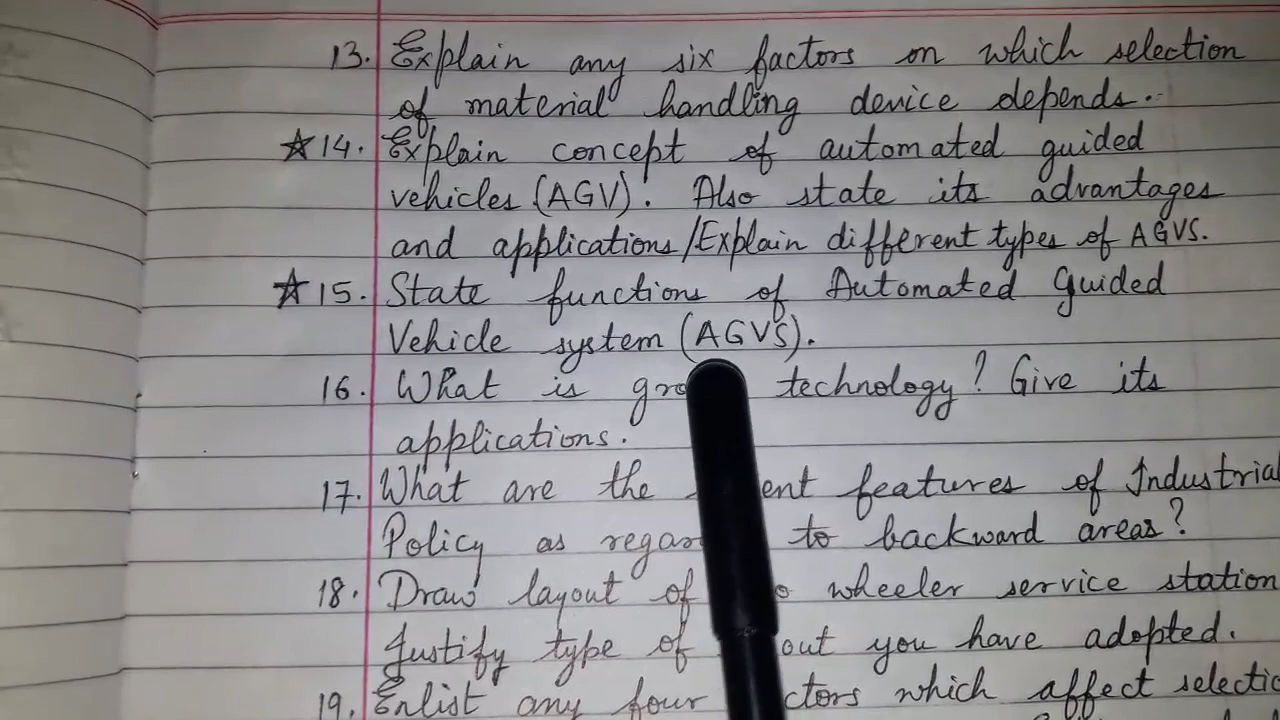 13. Explain any six factors on which selection
of material handling device depends.
☆14. Explain concept of automated guided
vehicles (AGV). Also state its advantages
and applications/Explain different types of AGVS.
☆15. State functions of Automated Guided
Vehicle system (AGVS).
16. What is technology? Give its
applications.
17. What are the features of Industrial
Policy as to backward areas?
18. Draw layout of wheeler service station
Justify type of you have adopted.
19. Enlist any four which affect